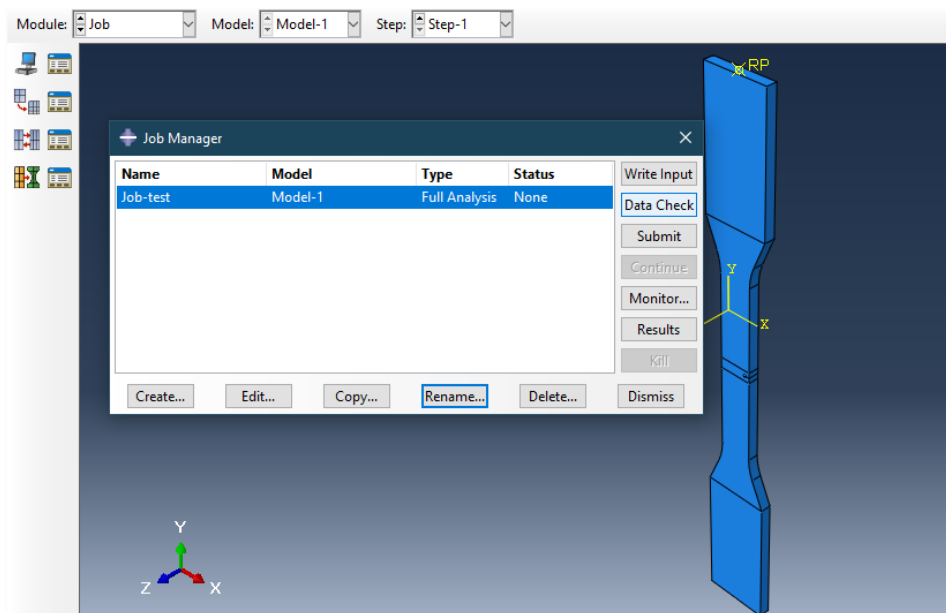 Module: Job Model: Model-1 Step: Step-1
RP
Job Manager
Name Model Type Status
Job-test Model-1 Full Analysis None
Write Input
Data Check
Submit
Continue
Monitor...
Results
Kill
Create... Edit... Copy... Rename... Delete... Dismiss
Y
X
Y
Z X